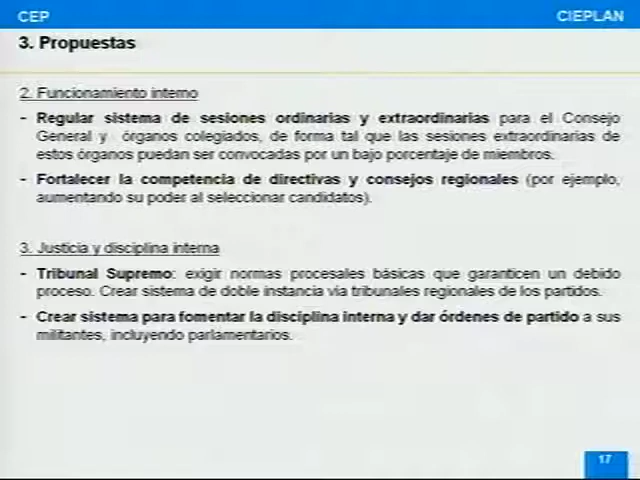 CEP
CIEPLAN
3. Propuestas
2. Funcionamiento interno
- Regular sistema de sesiones ordinarias y extraordinarias para el Consejo
General y órganos colegiados, de forma tal que las sesiones extraordinarias de
estos órganos puedan ser convocadas por un bajo porcentaje de miembros.
- Fortalecer la competencia de directivas y consejos regionales (por ejemplo,
aumentando su poder al seleccionar candidatos).
3. Justicia y disciplina interna
- Tribunal Supremo: exigir normas procesales básicas que garanticen un debido
proceso. Crear sistema de doble instancia vía tribunales regionales de los partidos.
- Crear sistema para fomentar la disciplina interna y dar órdenes de partido a sus
militantes, incluyendo parlamentarios.
17